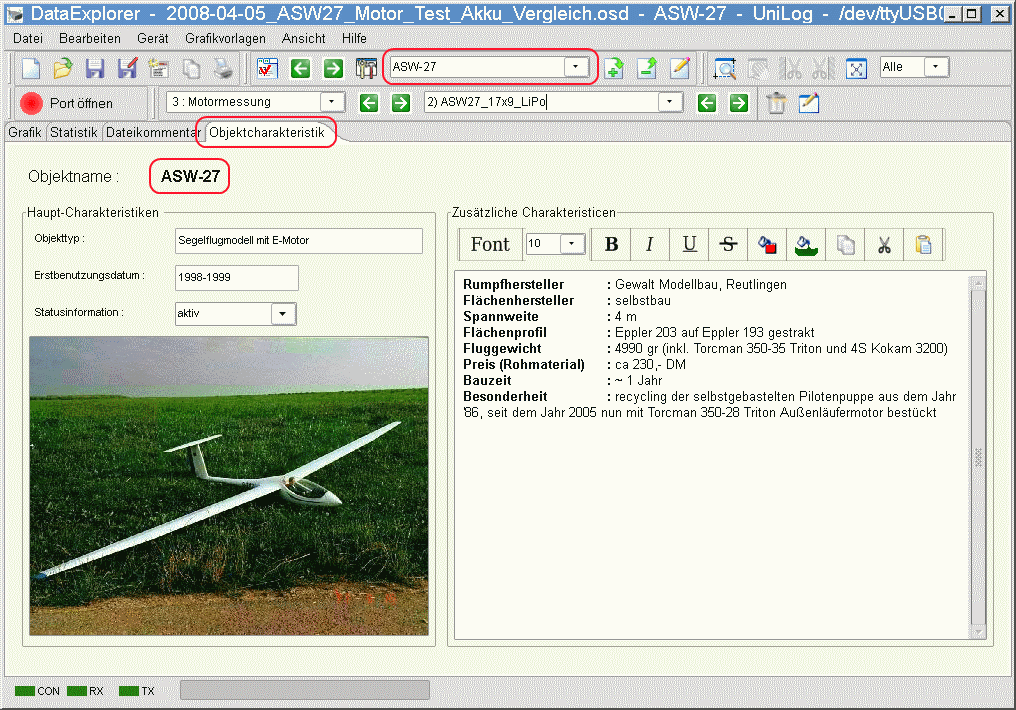 DataExplorer - 2008-04-05_ASW27_Motor_Test_Akku_Vergleich.osd - ASW-27 - UniLog - /dev/ttyUSB0
Datei Bearbeiten Gerät Grafikvorlagen Ansicht Hilfe
ASW-27 Alle
Port öffnen 3 : Motormessung 2) ASW27_17x9_LiPo
Grafik Statistik Dateikommentar Objektcharakteristik
Objektname : ASW-27
Haupt-Charakteristiken
Objekttyp : Segelflugmodell mit E-Motor
Erstbenutzungsdatum : 1998-1999
Statusinformation : aktiv
Zusätzliche Charakteristicen
Font 10 B I U S
Rumpfhersteller : Gewalt Modellbau, Reutlingen
Flächenhersteller : selbstbau
Spannweite : 4 m
Flächenprofil : Eppler 203 auf Eppler 193 gestrakt
Fluggewicht : 4990 gr (inkl. Torcman 350-35 Triton und 4S Kokam 3200)
Preis (Rohmaterial) : ca 230,- DM
Bauzeit : ~ 1 Jahr
Besonderheit : recycling der selbstgebastelten Pilotenpuppe aus dem Jahr
'86, seit dem Jahr 2005 nun mit Torcman 350-28 Triton Außenläufermotor bestückt
CON RX TX